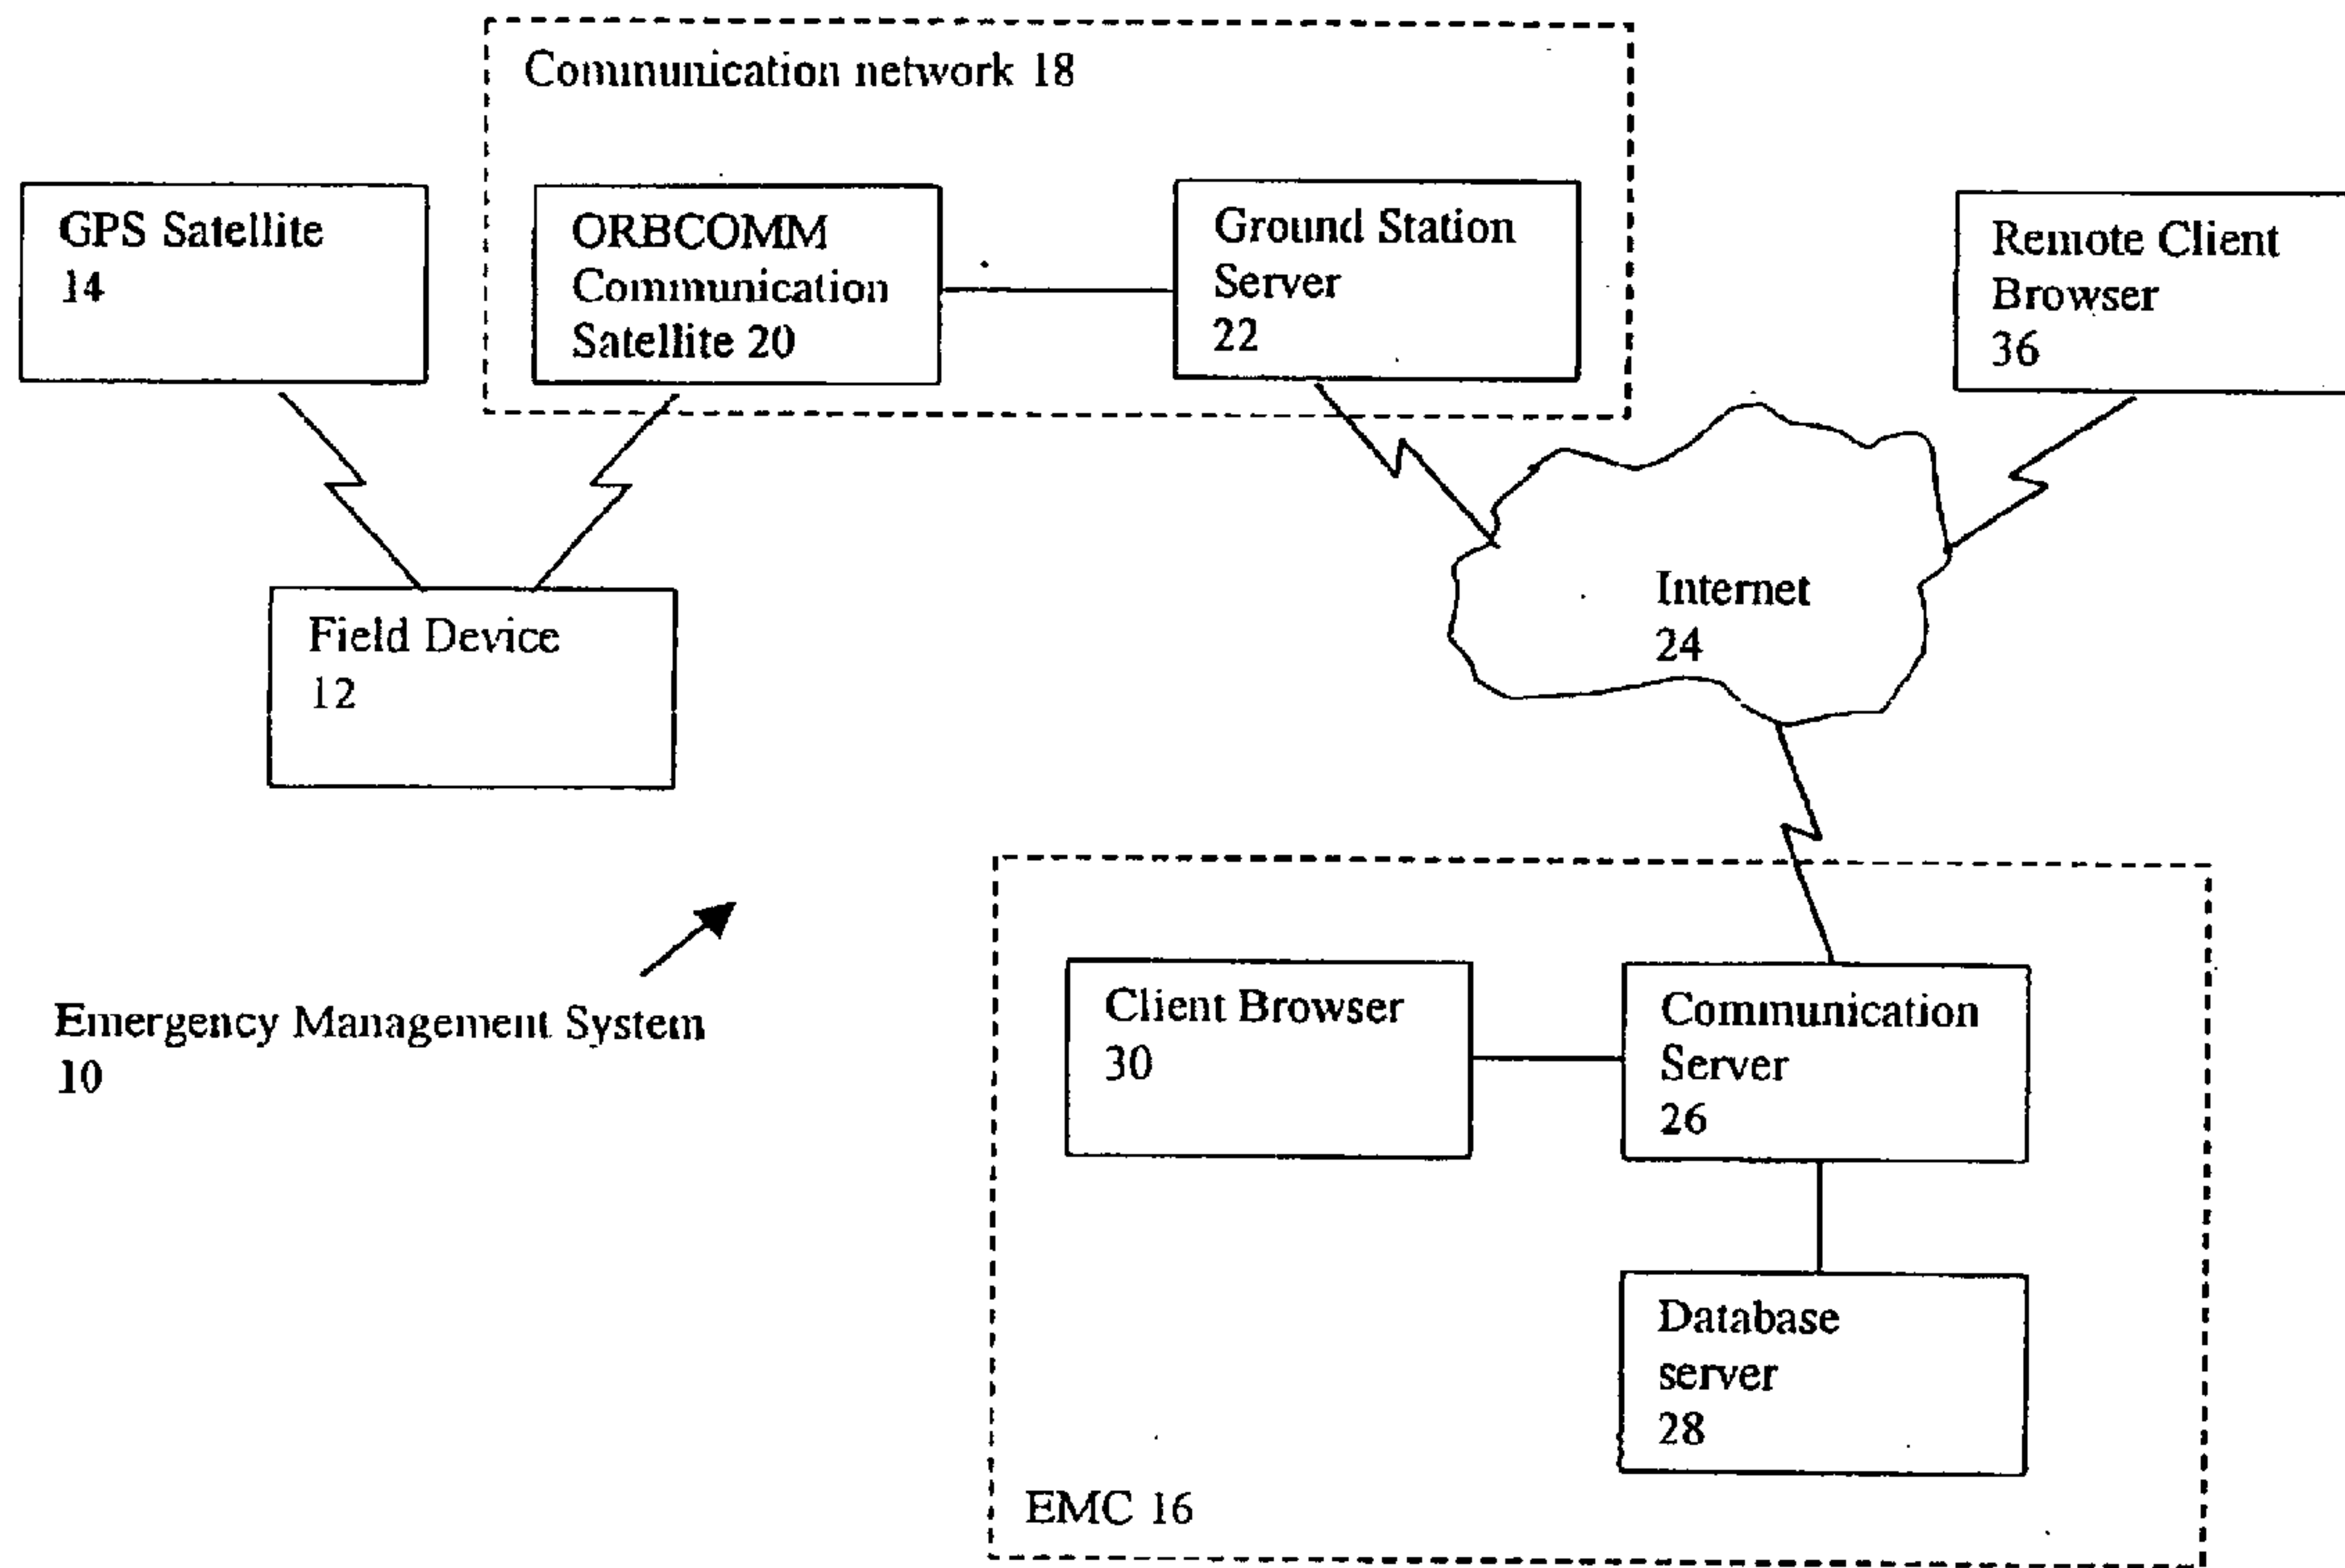 Communication network 18
GPS Satellite
14
ORBCOMM
Communication
Satellite 20
Ground Station
Server
22
Remote Client
Browser
36
Field Device
12
Internet
24
Emergency Management System
10
Client Browser
30
Communication
Server
26
Database
server
28
EMC 16